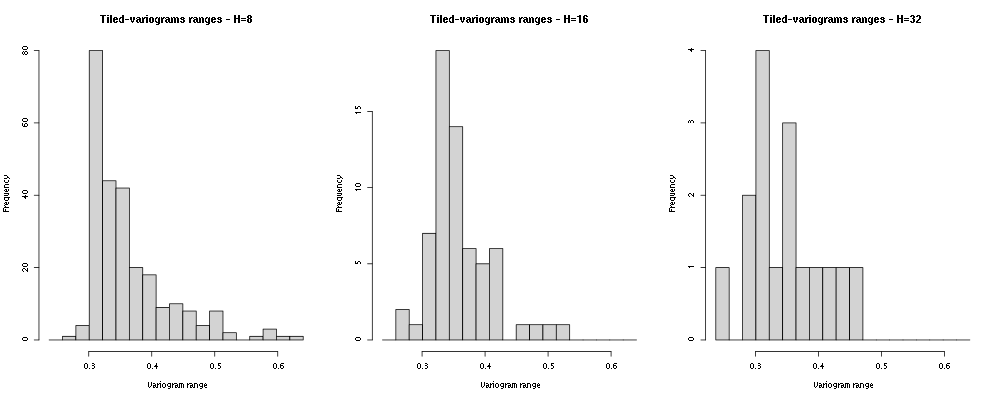 Tiled-variograms ranges - H=8
Frequency
80
60
40
20
0
0.3 0.4 0.5 0.6
Variogram range
Tiled-variograms ranges - H=16
Frequency
15
10
5
0
0.3 0.4 0.5 0.6
Variogram range
Tiled-variograms ranges - H=32
Frequency
4
3
2
1
0
0.3 0.4 0.5 0.6
Variogram range